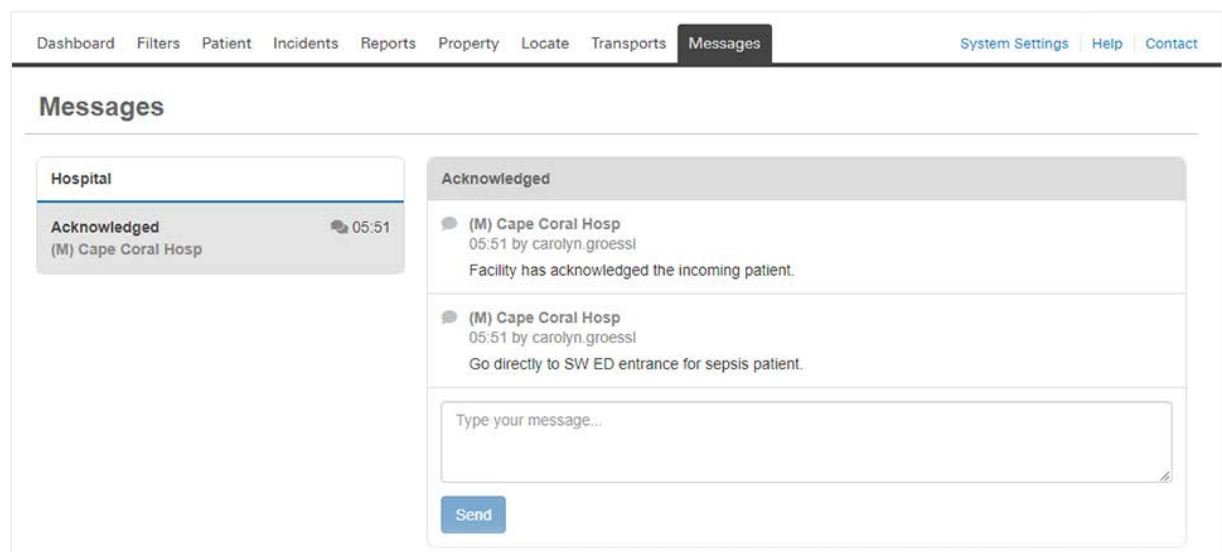 Dashboard Filters Patient Incidents Reports Property Locate Transports Messages System Settings Help Contact
Messages
Hospital
Acknowledged 05:51
(M) Cape Coral Hosp
Acknowledged
(M) Cape Coral Hosp
05:51 by carolyn.groessl
Facility has acknowledged the incoming patient.
(M) Cape Coral Hosp
05:51 by carolyn.groessl
Go directly to SW ED entrance for sepsis patient.
Type your message...
Send